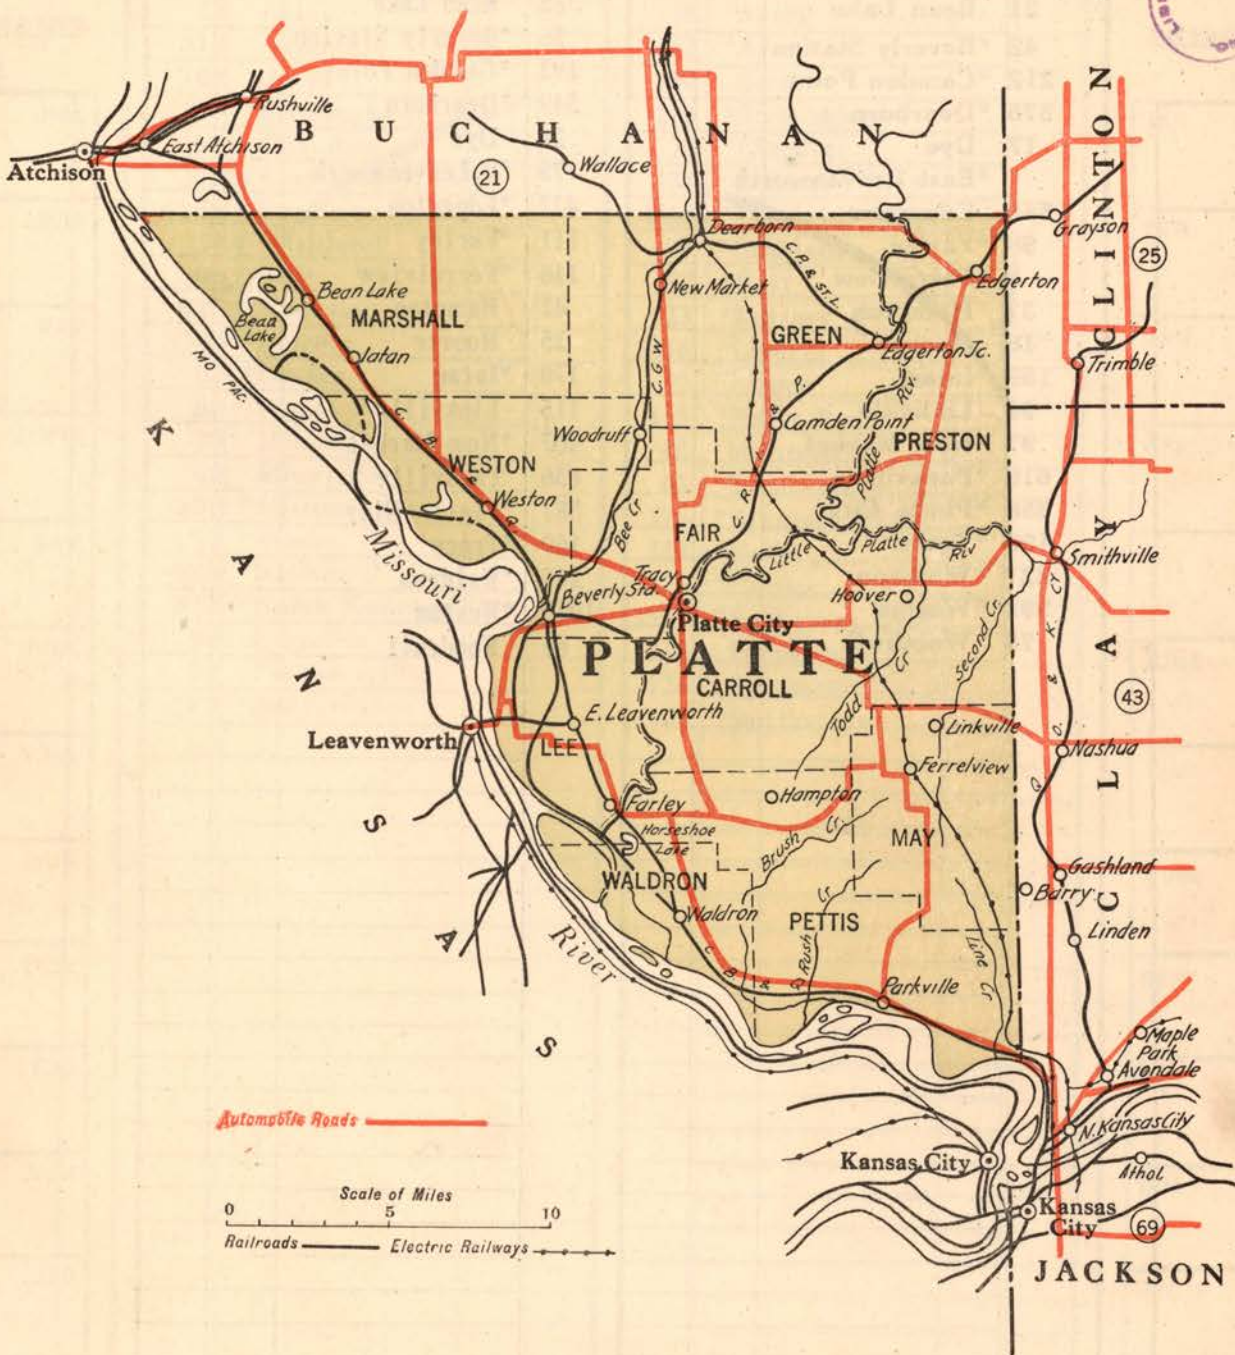 BUCHANAN
CLINTON
Rushville
East Atchison
Atchison
21
Wallace
Dearborn
Grayson
25
Edgerton
C. P. & ST. L.
New Market
Bean Lake
Bean Lake
MARSHALL
GREEN
Edgerton Jc.
Iatan
Trimble
MO PAC.
C. G. W
C. B. & Q
C. R. I. & P.
Camden Point
Platte Riv.
PRESTON
Woodruff
WESTON
Weston
Bee Cr
FAIR
KANSAS
Missouri
River
Little Platte Riv
Smithville
Tracy
Beverly Sta.
Hoover
Platte City
PLATTE
CARROLL
Second Cr.
Todd Cr
Q. O. & K. CY
CLAY
43
E. Leavenworth
Leavenworth
LEE
Linkville
Nashua
Ferrelview
Farley
Hampton
Horseshoe Lake
Brush Cr.
MAY
Gashland
WALDRON
Barry
Waldron
PETTIS
Linden
Rush Cr
Line Cr
C B & Q
Parkville
Maple Park
Avondale
Automobile Roads
N. Kansas City
Kansas City
Athol
Scale of Miles
0 5 10
Kansas City
69
Railroads Electric Railways
JACKSON